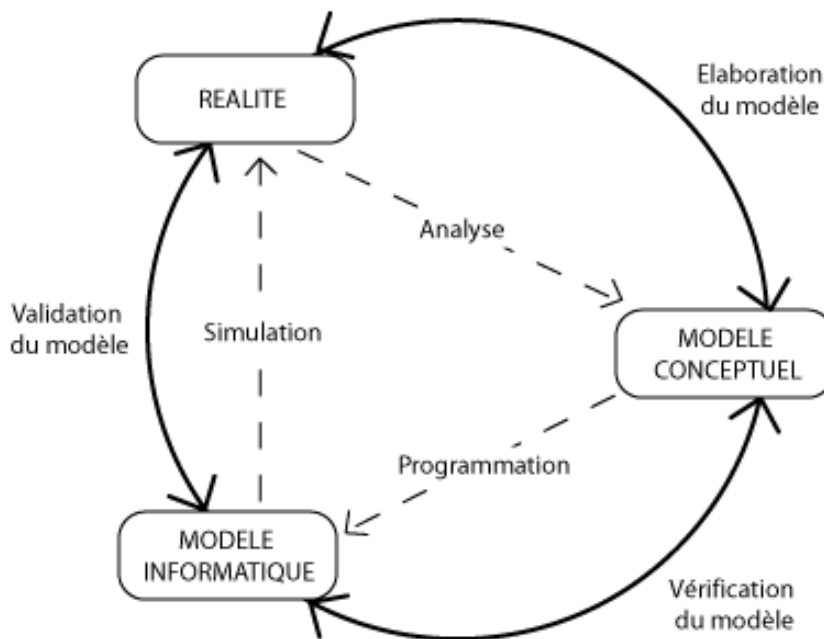 REALITE
Elaboration
du modèle
Analyse
Validation
du modèle
Simulation
MODELE
CONCEPTUEL
Programmation
MODELE
INFORMATIQUE
Vérification
du modèle